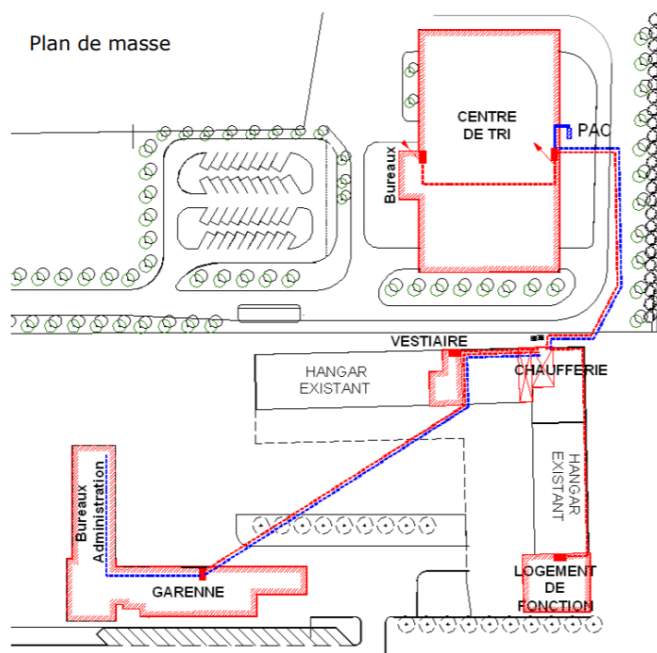 Plan de masse
CENTRE
DE TRI
PAC
Bureaux
VESTIAIRE
HANGAR
EXISTANT
CHAUFFERIE
HANGAR
EXISTANT
Bureaux
Administration
GARENNE
LOGEMENT
DE
FONCTION